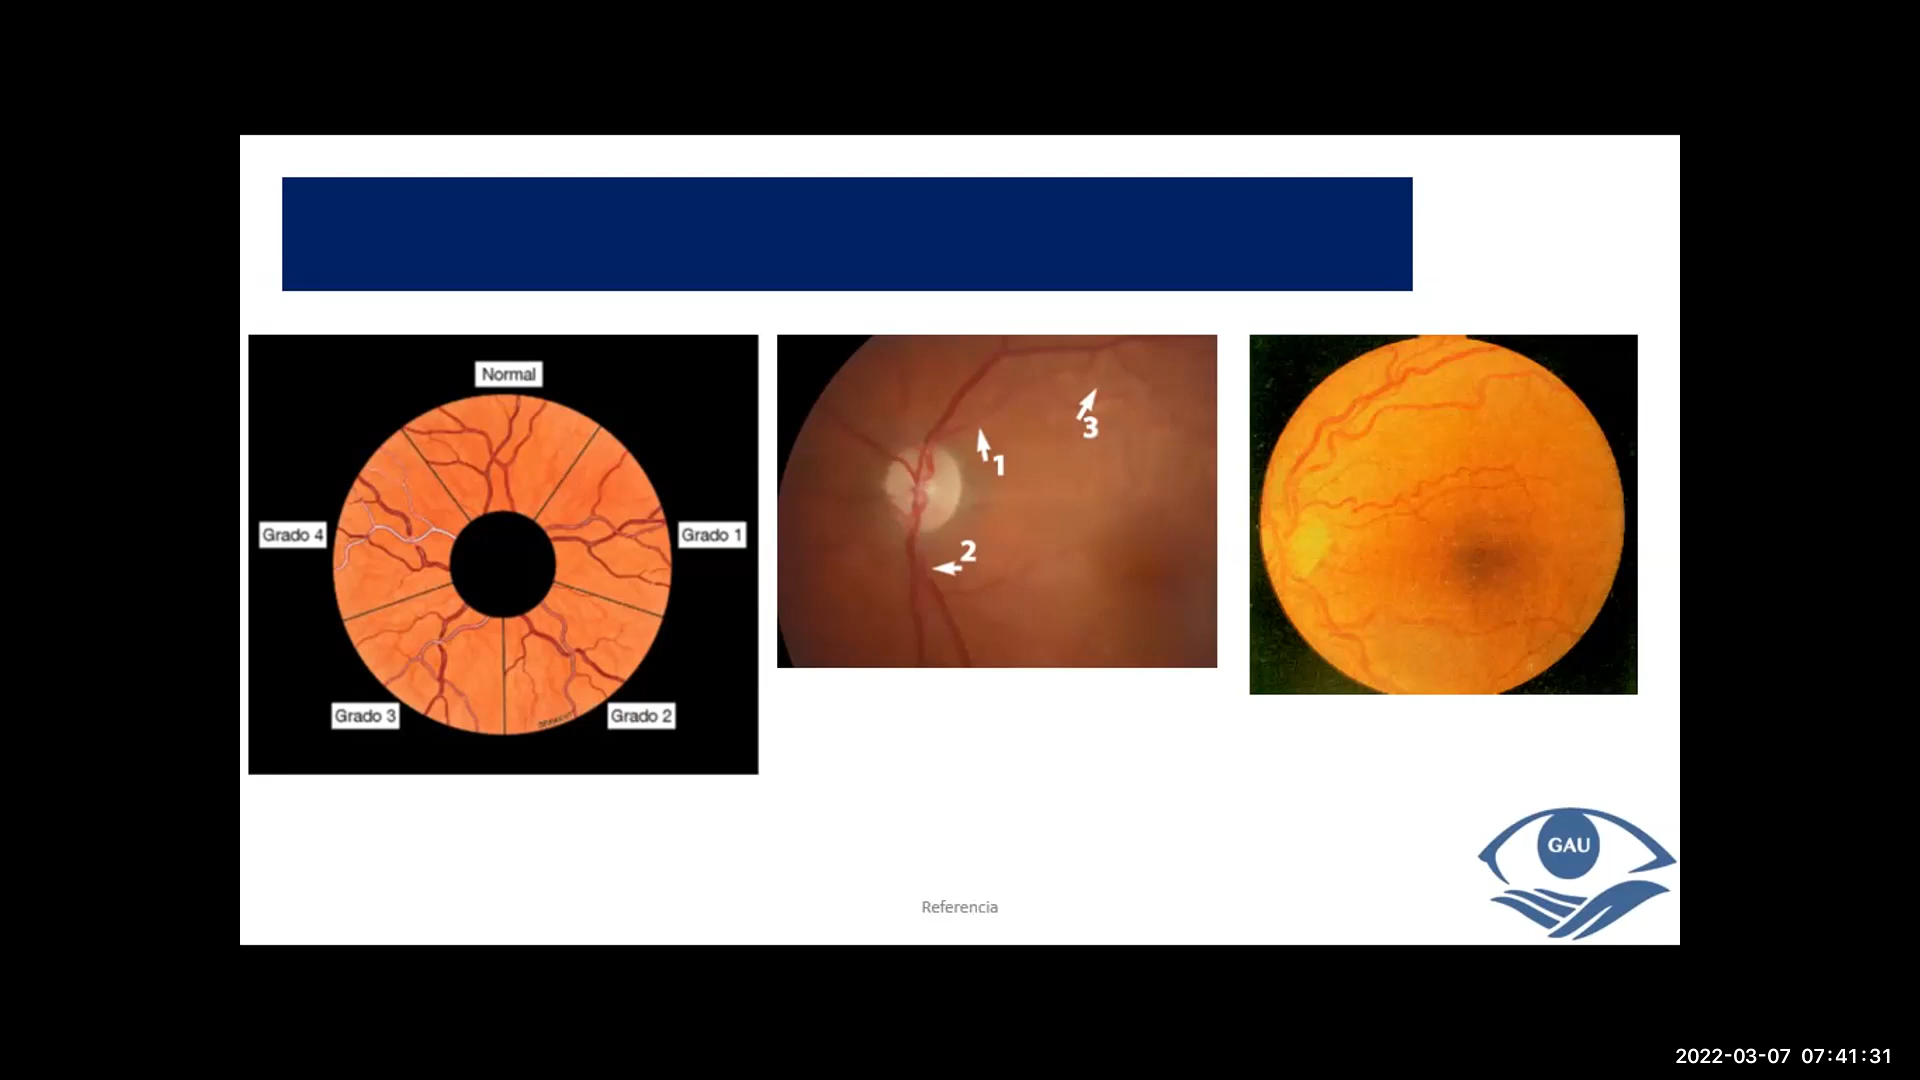 Normal
Grado 4
Grado 1
Grado 3
Grado 2
1
2
3
GAU
Referencia
2022-03-07 07:41:31